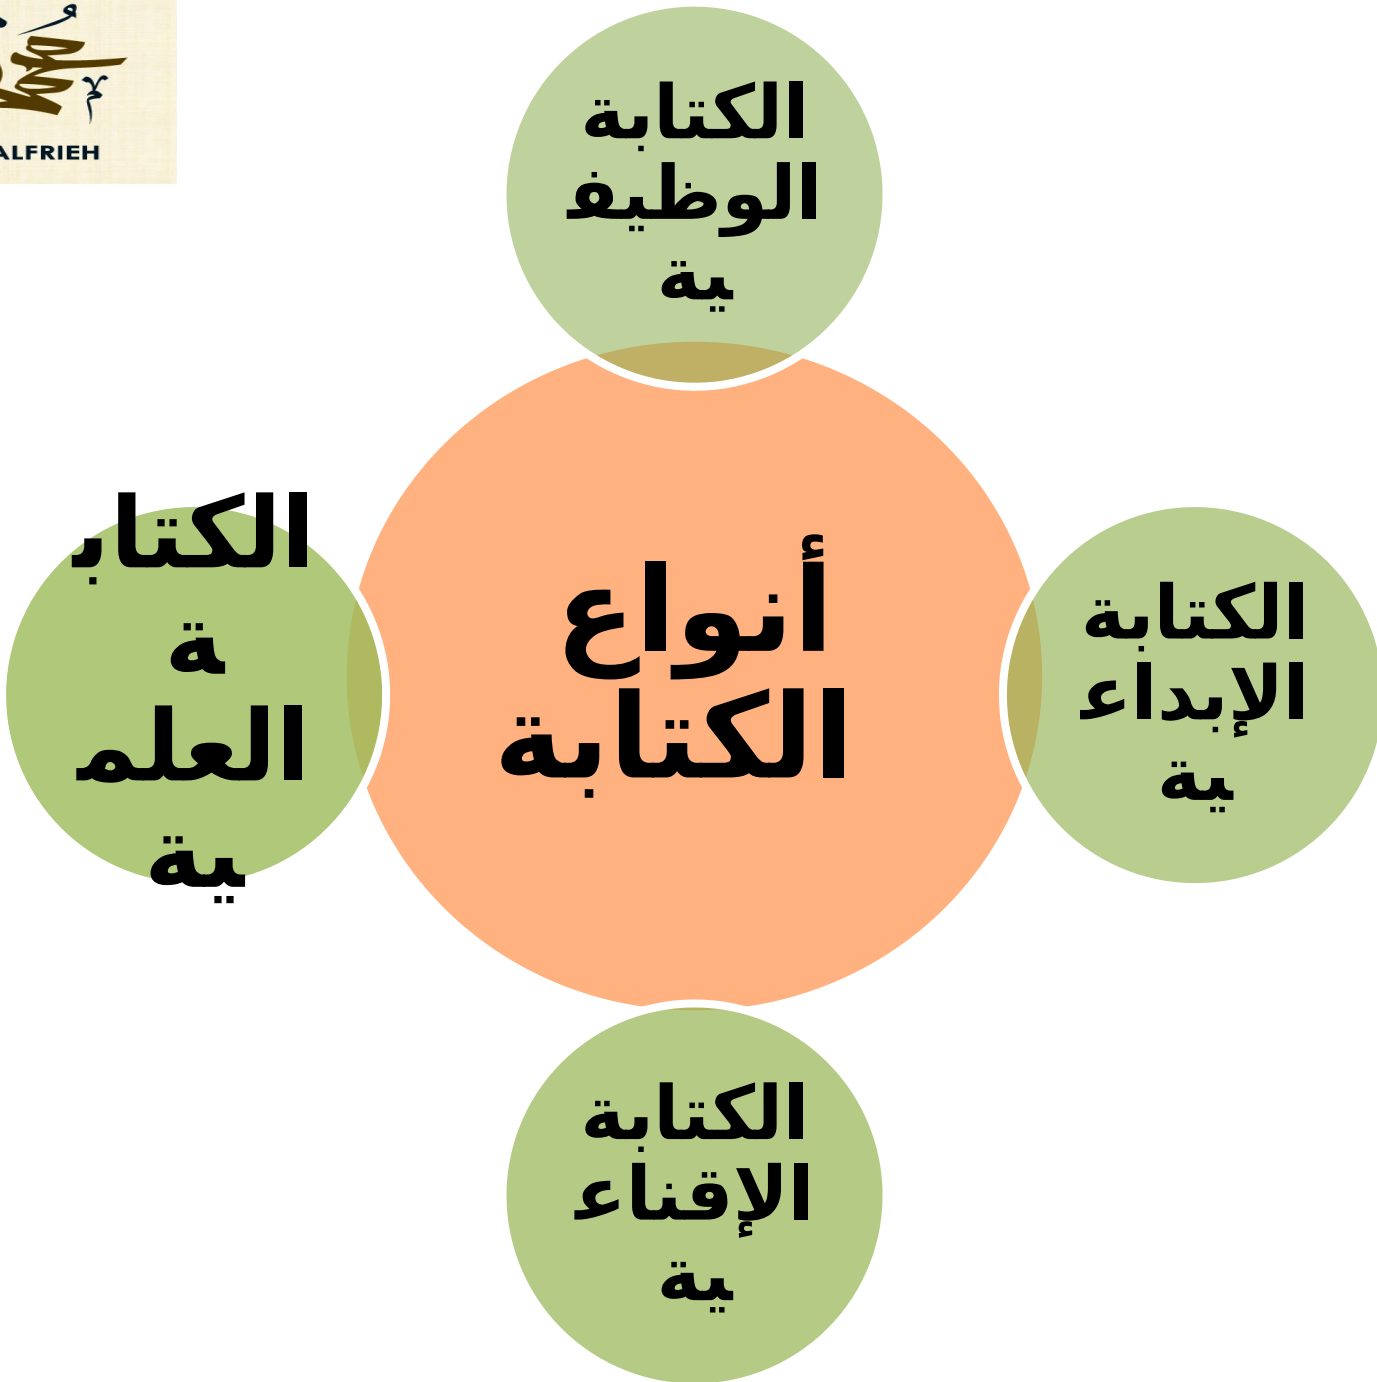 ALFRIEH
الكتابة
الوظيف
ية
أنواع
الكتابة
الكتابة
الإبداع
ية
الكتاب
ة
العلم
ية
الكتابة
الإقناع
ية